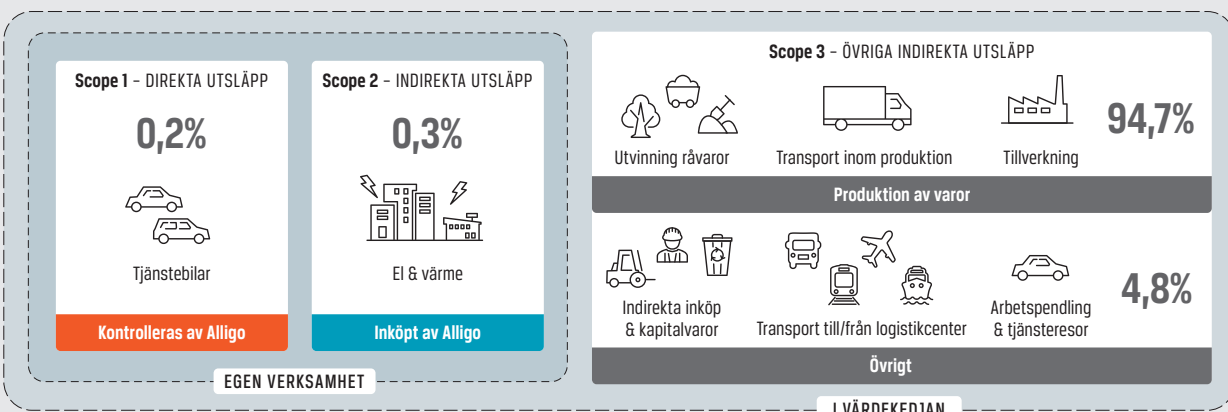 Scope 1 – DIREKTA UTSLÄPP
0,2%
Tjänstebilar
Kontrolleras av Alligo
Scope 2 – INDIREKTA UTSLÄPP
0,3%
El & värme
Inköpt av Alligo
EGEN VERKSAMHET
Scope 3 – ÖVRIGA INDIREKTA UTSLÄPP
Utvinning råvaror
Transport inom produktion
Tillverkning
94,7%
Produktion av varor
Indirekta inköp
& kapitalvaror
Transport till/från logistikcenter
Arbetspendling
& tjänsteresor
4,8%
Övrigt
I VÄRDEKEDJAN